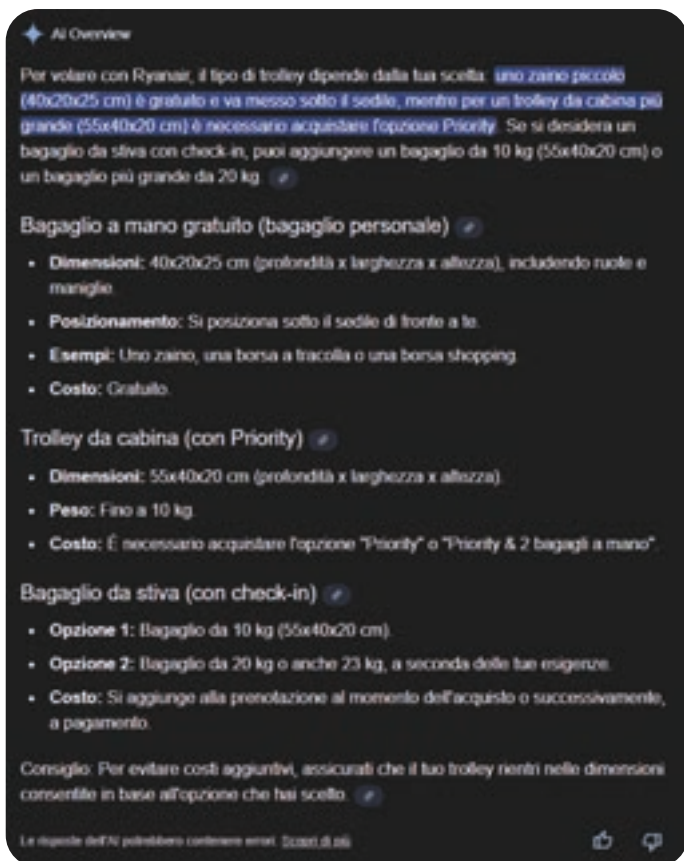 AI Overview
Per volare con Ryanair, il tipo di trolley dipende dalla tua scelta: uno zaino piccolo
(40x20x25 cm) è gratuito e va messo sotto il sedile, mentre per un trolley da cabina più
grande (55x40x20 cm) è necessario acquistare l'opzione Priority. Se si desidera un
bagaglio da stiva con check-in, puoi aggiungere un bagaglio da 10 kg (55x40x20 cm) o
un bagaglio più grande da 20 kg.
Bagaglio a mano gratuito (bagaglio personale)
• Dimensioni: 40x20x25 cm (profondità x larghezza x altezza), includendo ruote e
maniglie.
• Posizionamento: Si posiziona sotto il sedile di fronte a te.
• Esempi: Uno zaino, una borsa a tracolla o una borsa shopping.
• Costo: Gratuito.
Trolley da cabina (con Priority)
• Dimensioni: 55x40x20 cm (profondità x larghezza x altezza).
• Peso: Fino a 10 kg.
• Costo: È necessario acquistare l'opzione "Priority" o "Priority & 2 bagagli a mano".
Bagaglio da stiva (con check-in)
• Opzione 1: Bagaglio da 10 kg (55x40x20 cm).
• Opzione 2: Bagaglio da 20 kg o anche 23 kg, a seconda delle tue esigenze.
• Costo: Si aggiunge alla prenotazione al momento dell'acquisto o successivamente,
a pagamento.
Consiglio: Per evitare costi aggiuntivi, assicurati che il tuo trolley rientri nelle dimensioni
consentite in base all'opzione che hai scelto.
Le risposte dell'AI potrebbero contenere errori. Scopri di più